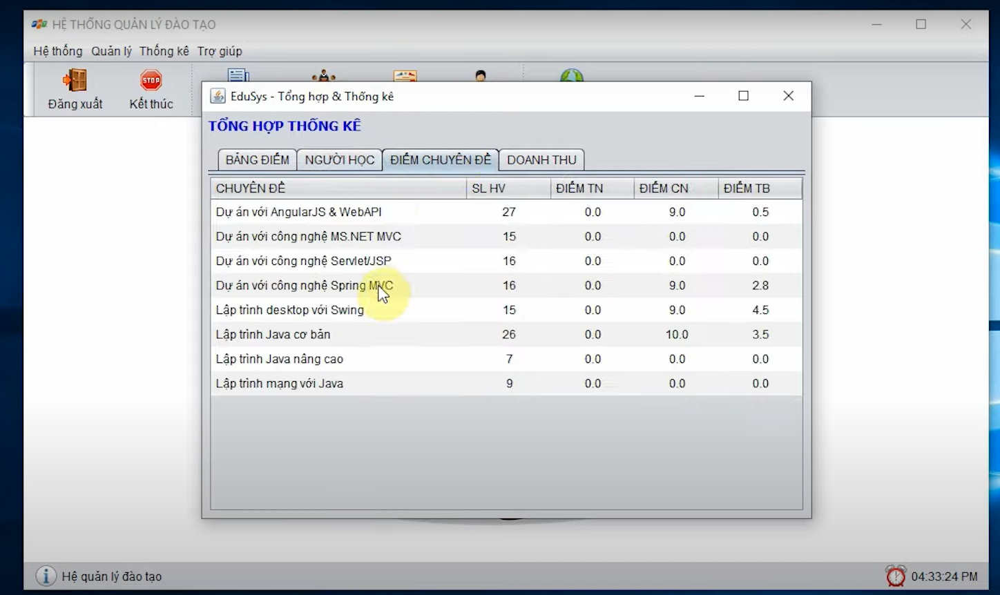 HỆ THỐNG QUẢN LÝ ĐÀO TẠO
Hệ thống Quản lý Thống kê Trợ giúp
STOP
Đăng xuất Kết thúc
EduSys - Tổng hợp & Thống kê
TỔNG HỢP THỐNG KÊ
BẢNG ĐIỂM NGƯỜI HỌC ĐIỂM CHUYÊN ĐỀ DOANH THU
CHUYÊN ĐỀ SL HV ĐIỂM TN ĐIỂM CN ĐIỂM TB
Dự án với AngularJS & WebAPI 27 0.0 9.0 0.5
Dự án với công nghệ MS.NET MVC 15 0.0 0.0 0.0
Dự án với công nghệ Servlet/JSP 16 0.0 0.0 0.0
Dự án với công nghệ Spring MVC 16 0.0 9.0 2.8
Lập trình desktop với Swing 15 0.0 9.0 4.5
Lập trình Java cơ bản 26 0.0 10.0 3.5
Lập trình Java nâng cao 7 0.0 0.0 0.0
Lập trình mạng với Java 9 0.0 0.0 0.0
Hệ quản lý đào tạo 04:33:24 PM